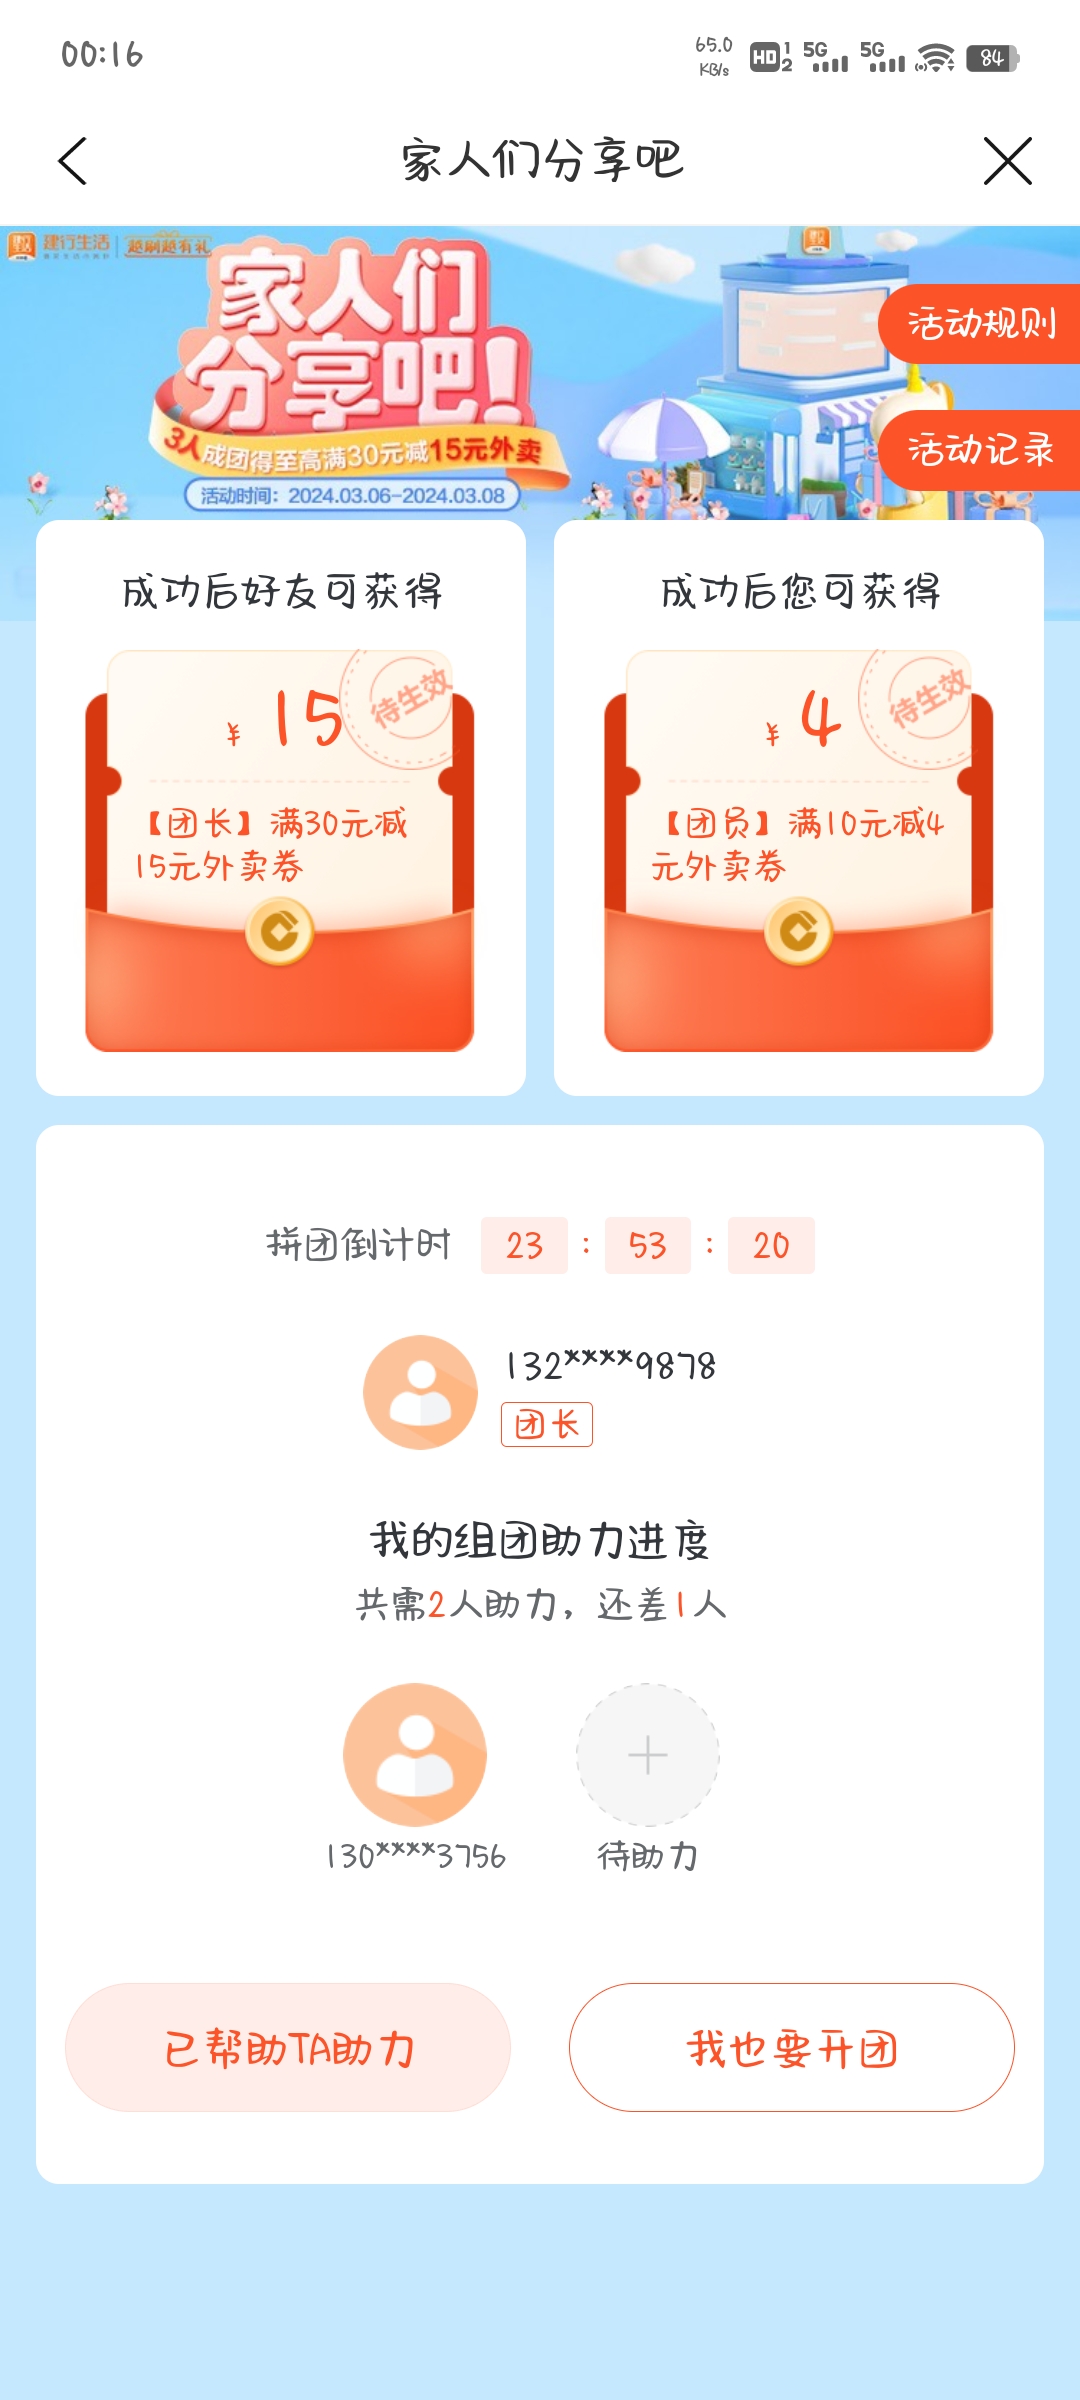 00:16
65.0
KB/s
HD 1 2
5G
5G
84
家人们分享吧
建行生活
越刷越有礼
家人们
分享吧!
3人成团得至高满30元减15元外卖
活动时间：2024.03.06-2024.03.08
活动规则
活动记录
成功后好友可获得
待生效
¥ 15
【团长】满30元减
15元外卖券
成功后您可获得
待生效
¥ 4
【团员】满10元减4
元外卖券
拼团倒计时 23 : 53 : 20
132****9878
团长
我的组团助力进度
共需2人助力，还差1人
130****3756
待助力
已帮助TA助力
我也要开团